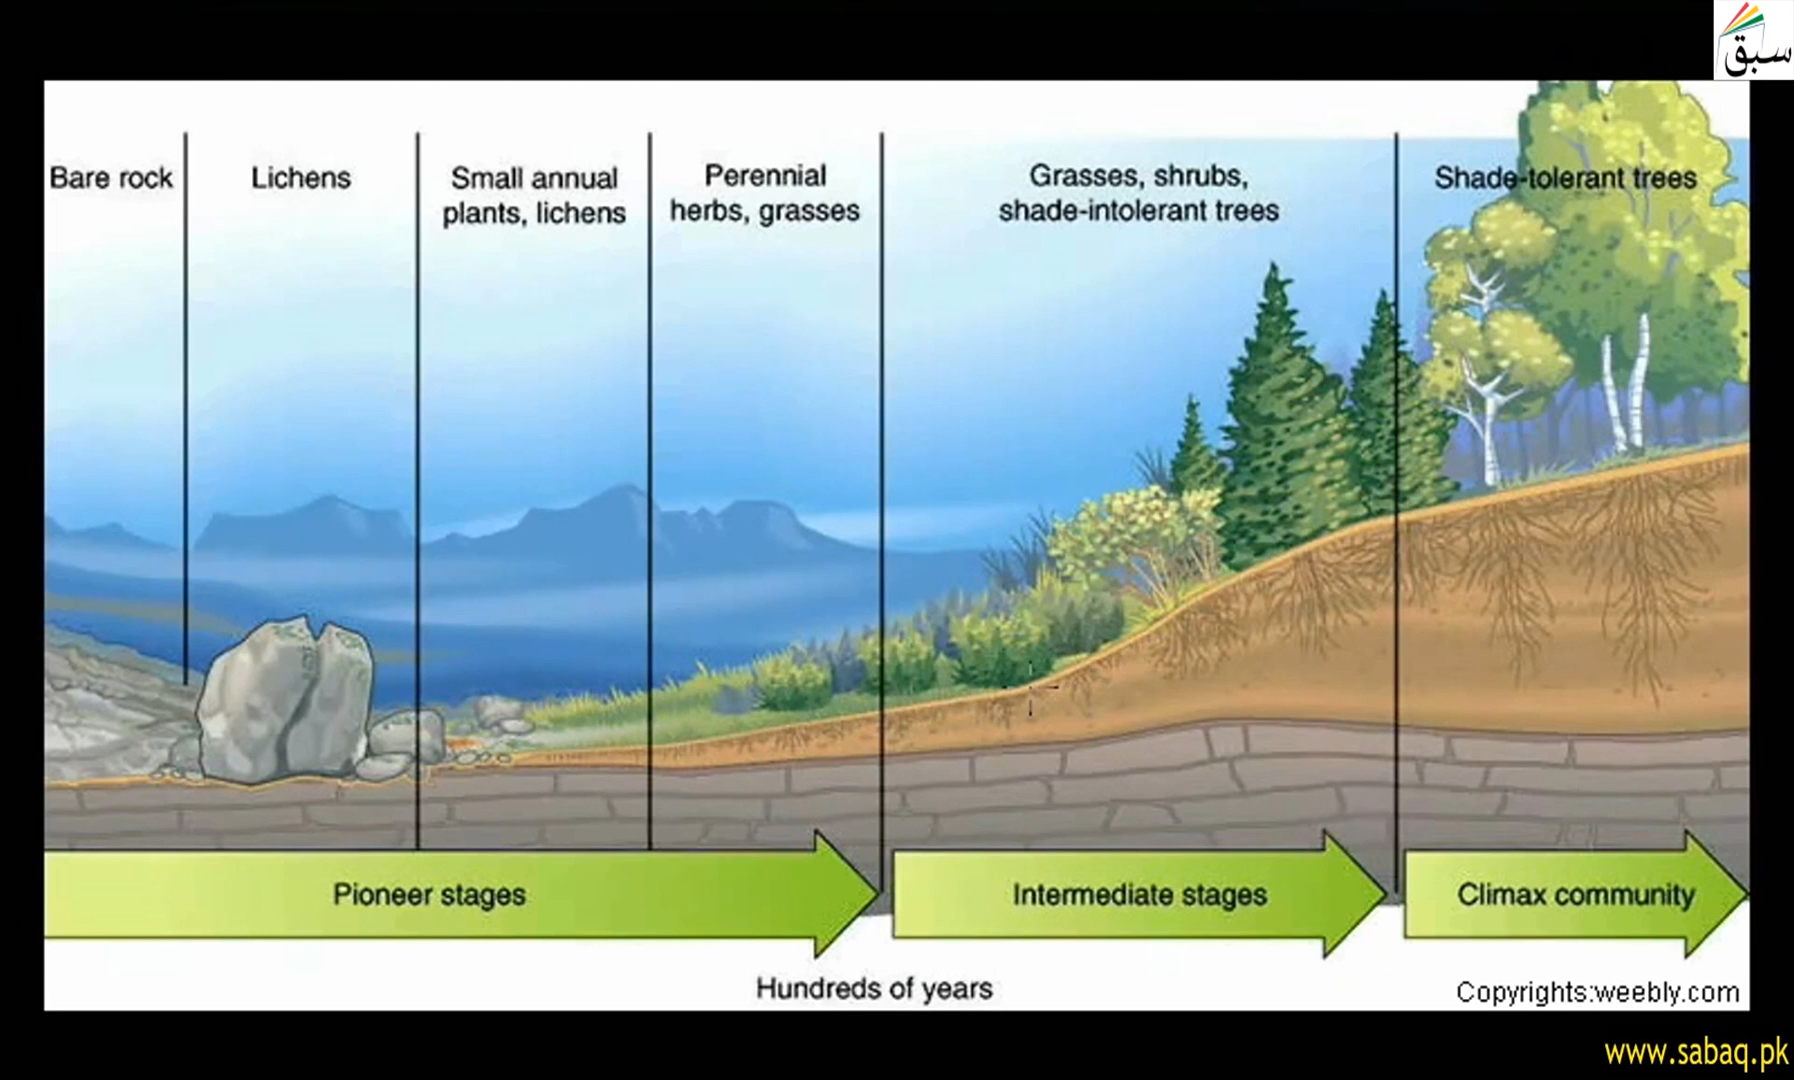 سبق
Bare rock
Lichens
Small annual
plants, lichens
Perennial
herbs, grasses
Grasses, shrubs,
shade-intolerant trees
Shade-tolerant trees
Pioneer stages
Intermediate stages
Climax community
Hundreds of years
Copyrights:weebly.com
www.sabaq.pk